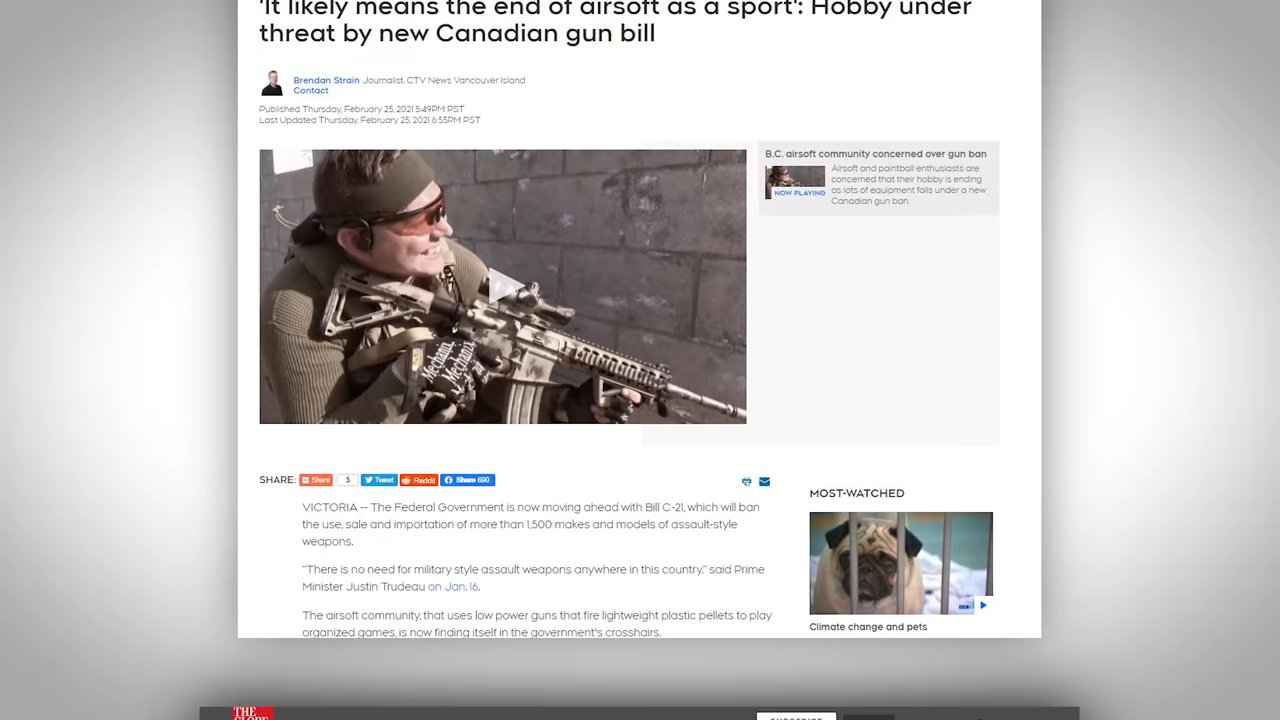 'It likely means the end of airsoft as a sport': Hobby under
threat by new Canadian gun bill
Brendan Strain Journalist, CTV News Vancouver Island
Contact
Published Thursday, February 25, 2021 5:49PM PST
Last Updated Thursday, February 25, 2021 6:55PM PST
B.C. airsoft community concerned over gun ban
Airsoft and paintball enthusiasts are
concerned that their hobby is ending
as lots of equipment falls under a new
Canadian gun ban.
NOW PLAYING
Mechanix
Mechanix
SHARE: Share 5 Tweet Reddit Share 690
VICTORIA -- The Federal Government is now moving ahead with Bill C-21, which will ban
the use, sale and importation of more than 1,500 makes and models of assault-style
weapons.
"There is no need for military style assault weapons anywhere in this country," said Prime
Minister Justin Trudeau on Jan. 16.
The airsoft community, that uses low power guns that fire lightweight plastic pellets to play
organized games, is now finding itself in the government's crosshairs.
MOST-WATCHED
Climate change and pets
THE